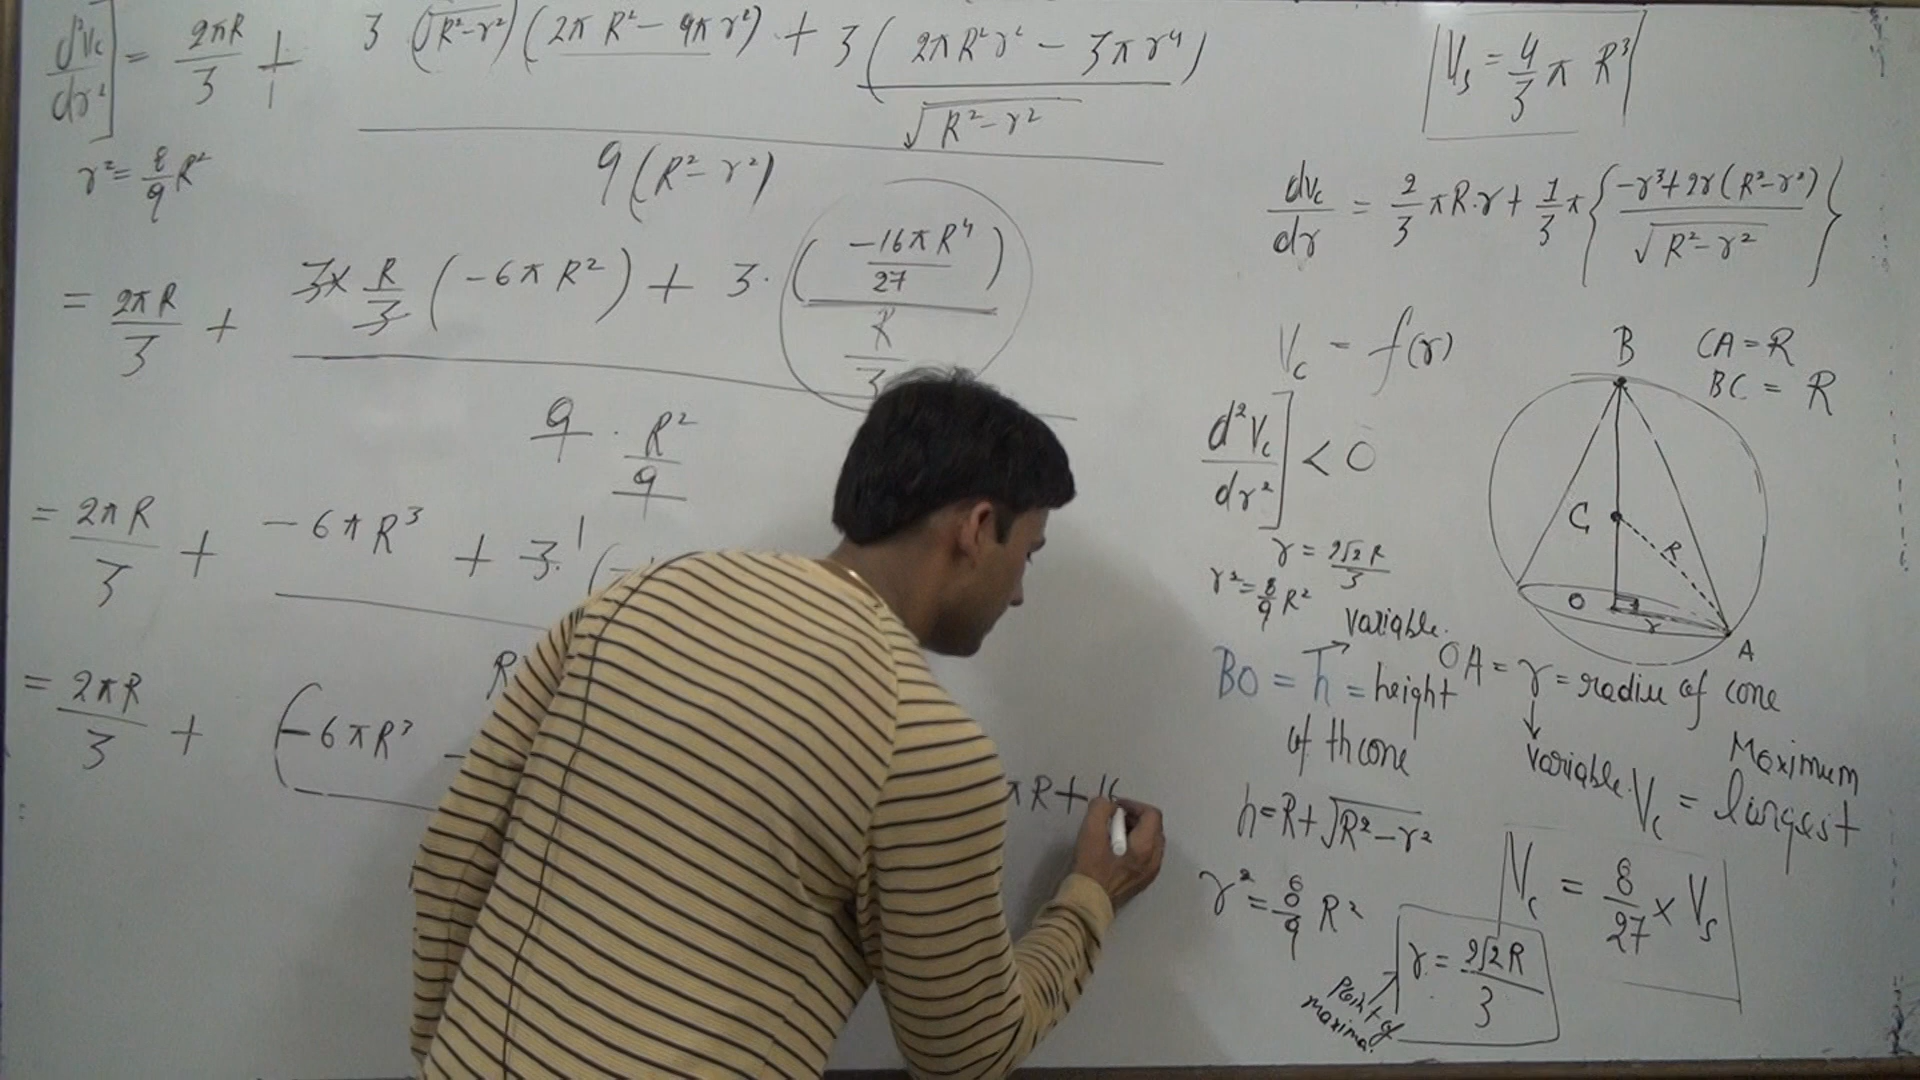 d²Vc/dr²] = 2πR/3 + 3(√R²-r²)(2πR²-9πr²) + 3(2πR²r²-3πr⁴)/√R²-r² / 9(R²-r²)
r²=8/9 R²
= 2πR/3 + 3×R/3(-6πR²) + 3·(-16πR⁴/27)/R/3 / 9·R²/9
= 2πR/3 + -6πR³ + 3·1(-
= 2πR/3 + (-6πR³ -
R
πR+16
Vs = 4/3 π R³
dVc/dr = 2/3 πR·r + 1/3 π{-r³+2r(R²-r²)/√R²-r²}
Vc = f(r)
d²Vc/dr²] < 0
r = 2√2R/3
r²=8/9 R²
B
CA = R
BC = R
C
R
O
r
A
variable.
BO = h = height
of th cone
OA = r = radiu of cone
variable.
h=R+√R²-r²
Maximum
Vc = largest
r² = 8/9 R²
Vc = 8/27 × Vs
r = 2√2R/3
Point of
maxima.